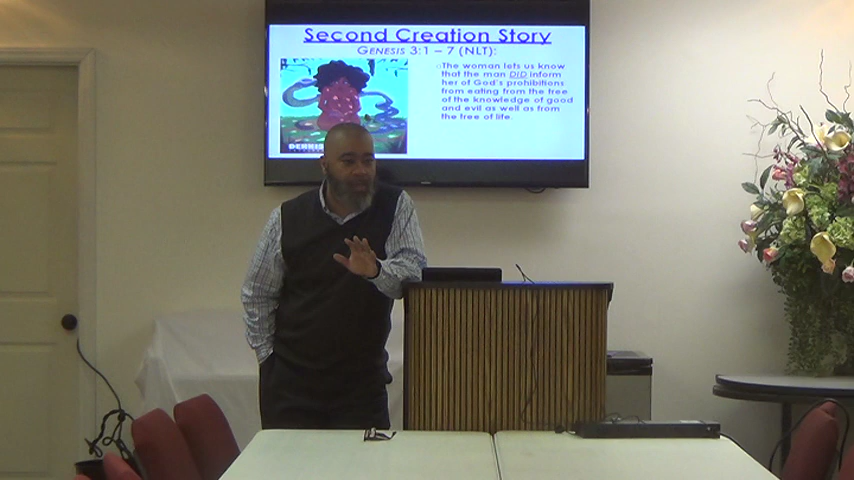 Second Creation Story
GENESIS 3:1 – 7 (NLT):
The woman lets us know
that the man DID inform
her of God's prohibitions
from eating from the tree
of the knowledge of good
and evil as well as from
the tree of life.